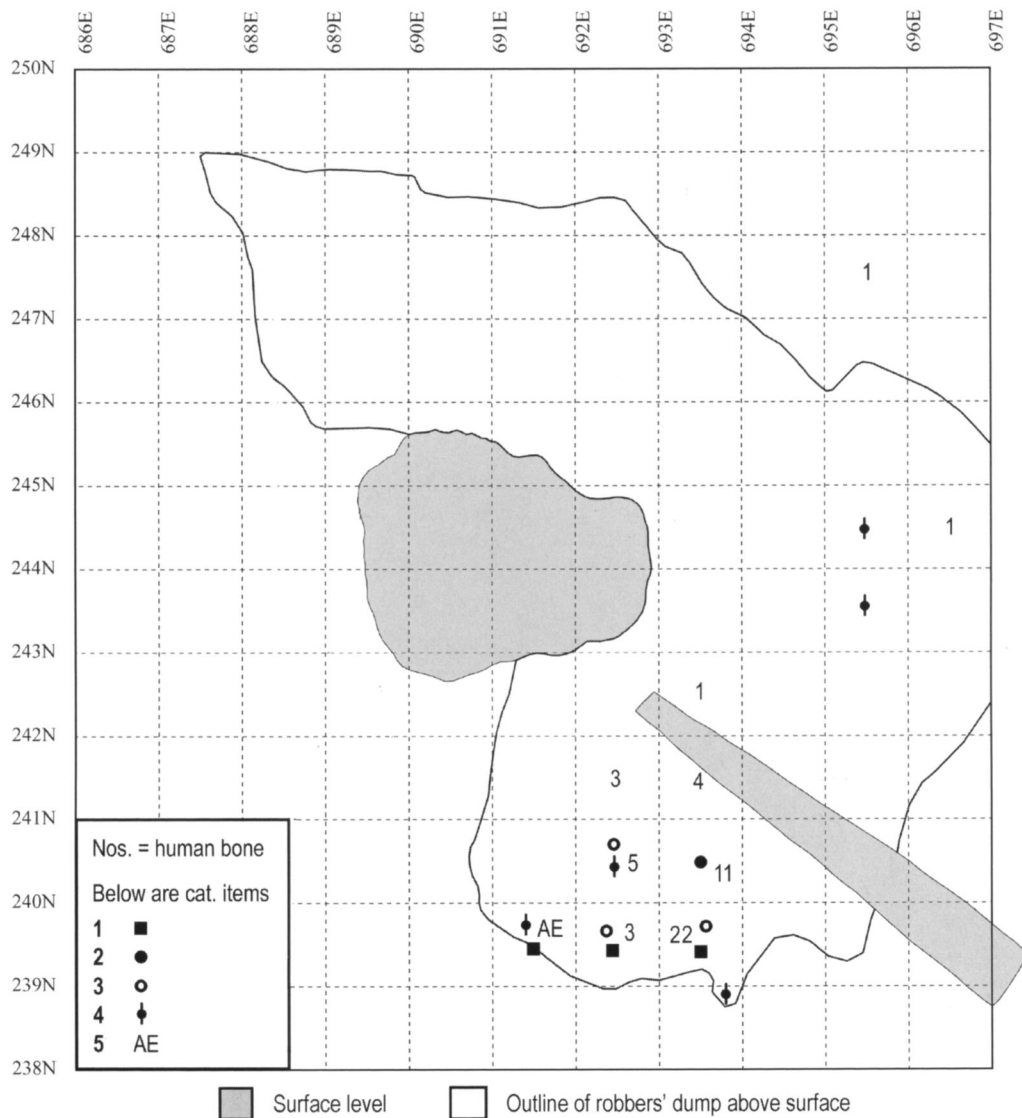 686E 687E 688E 689E 690E 691E 692E 693E 694E 695E 696E 697E
250N
249N
248N
1
247N
246N
245N
1
244N
243N
1
242N
3 4
241N
Nos. = human bone
5 11
Below are cat. items
240N
1
AE 3 22
2
239N
3
4
5 AE
238N
Surface level Outline of robbers' dump above surface